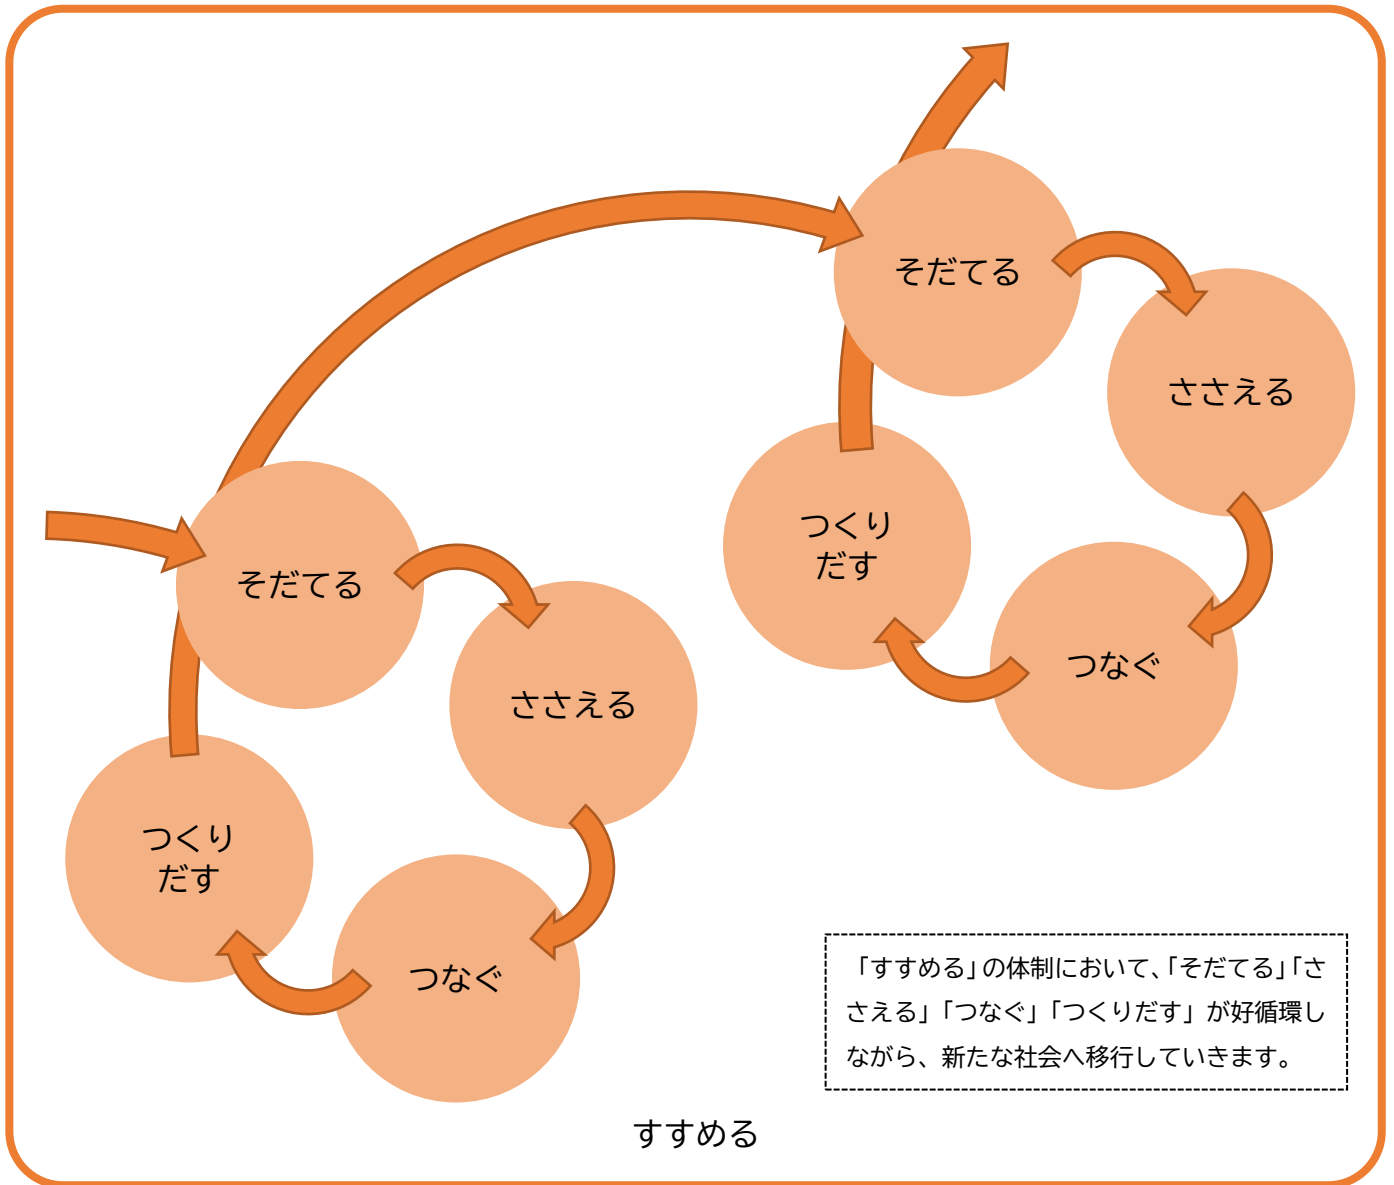 そだてる
ささえる
つなぐ
つくり
だす
そだてる
ささえる
つなぐ
つくり
だす
「すすめる」の体制において、「そだてる」「さ
さえる」「つなぐ」「つくりだす」が好循環し
ながら、新たな社会へ移行していきます。
すすめる